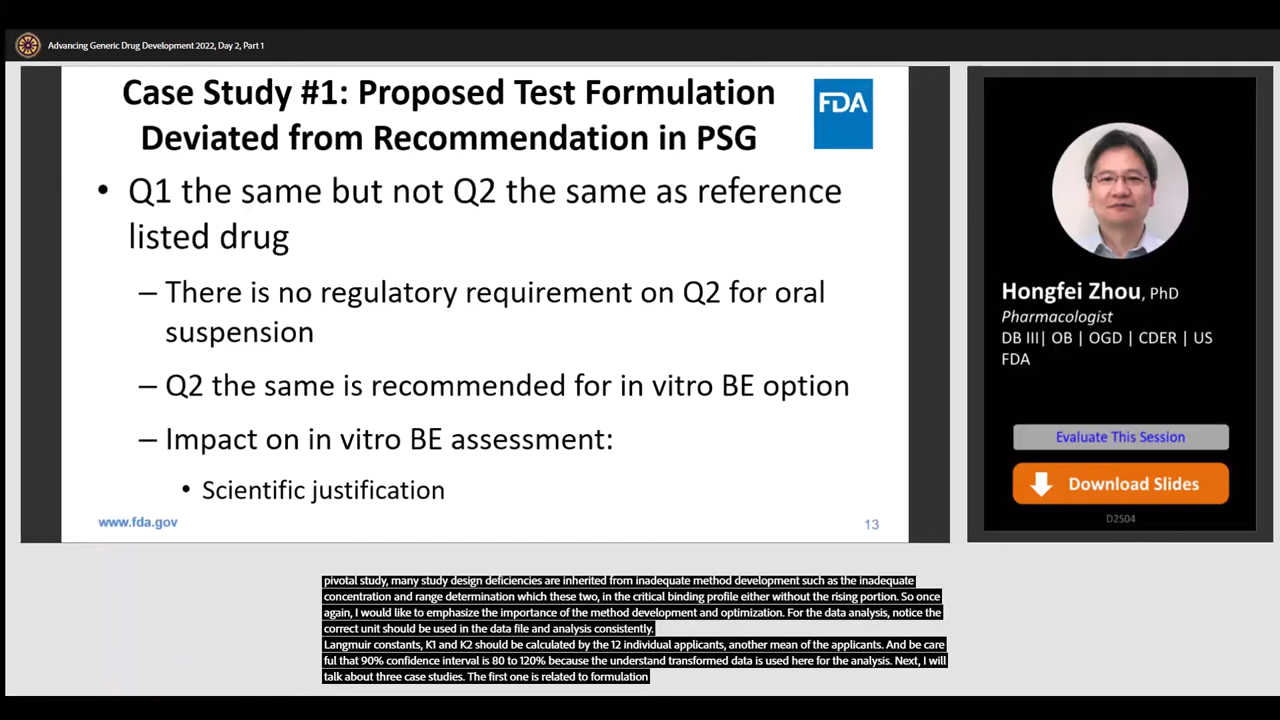 Advancing Generic Drug Development 2022, Day 2, Part 1
Case Study #1: Proposed Test Formulation
Deviated from Recommendation in PSG
FDA
• Q1 the same but not Q2 the same as reference
listed drug
– There is no regulatory requirement on Q2 for oral
suspension
– Q2 the same is recommended for in vitro BE option
– Impact on in vitro BE assessment:
• Scientific justification
www.fda.gov
13
Hongfei Zhou, PhD
Pharmacologist
DB III| OB | OGD | CDER | US
FDA
Evaluate This Session
Download Slides
D2S04
pivotal study, many study design deficiencies are inherited from inadequate method development such as the inadequate
concentration and range determination which these two, in the critical binding profile either without the rising portion. So once
again, I would like to emphasize the importance of the method development and optimization. For the data analysis, notice the
correct unit should be used in the data file and analysis consistently.
Langmuir constants, K1 and K2 should be calculated by the 12 individual applicants, another mean of the applicants. And be care
ful that 90% confidence interval is 80 to 120% because the understand transformed data is used here for the analysis. Next, I will
talk about three case studies. The first one is related to formulation